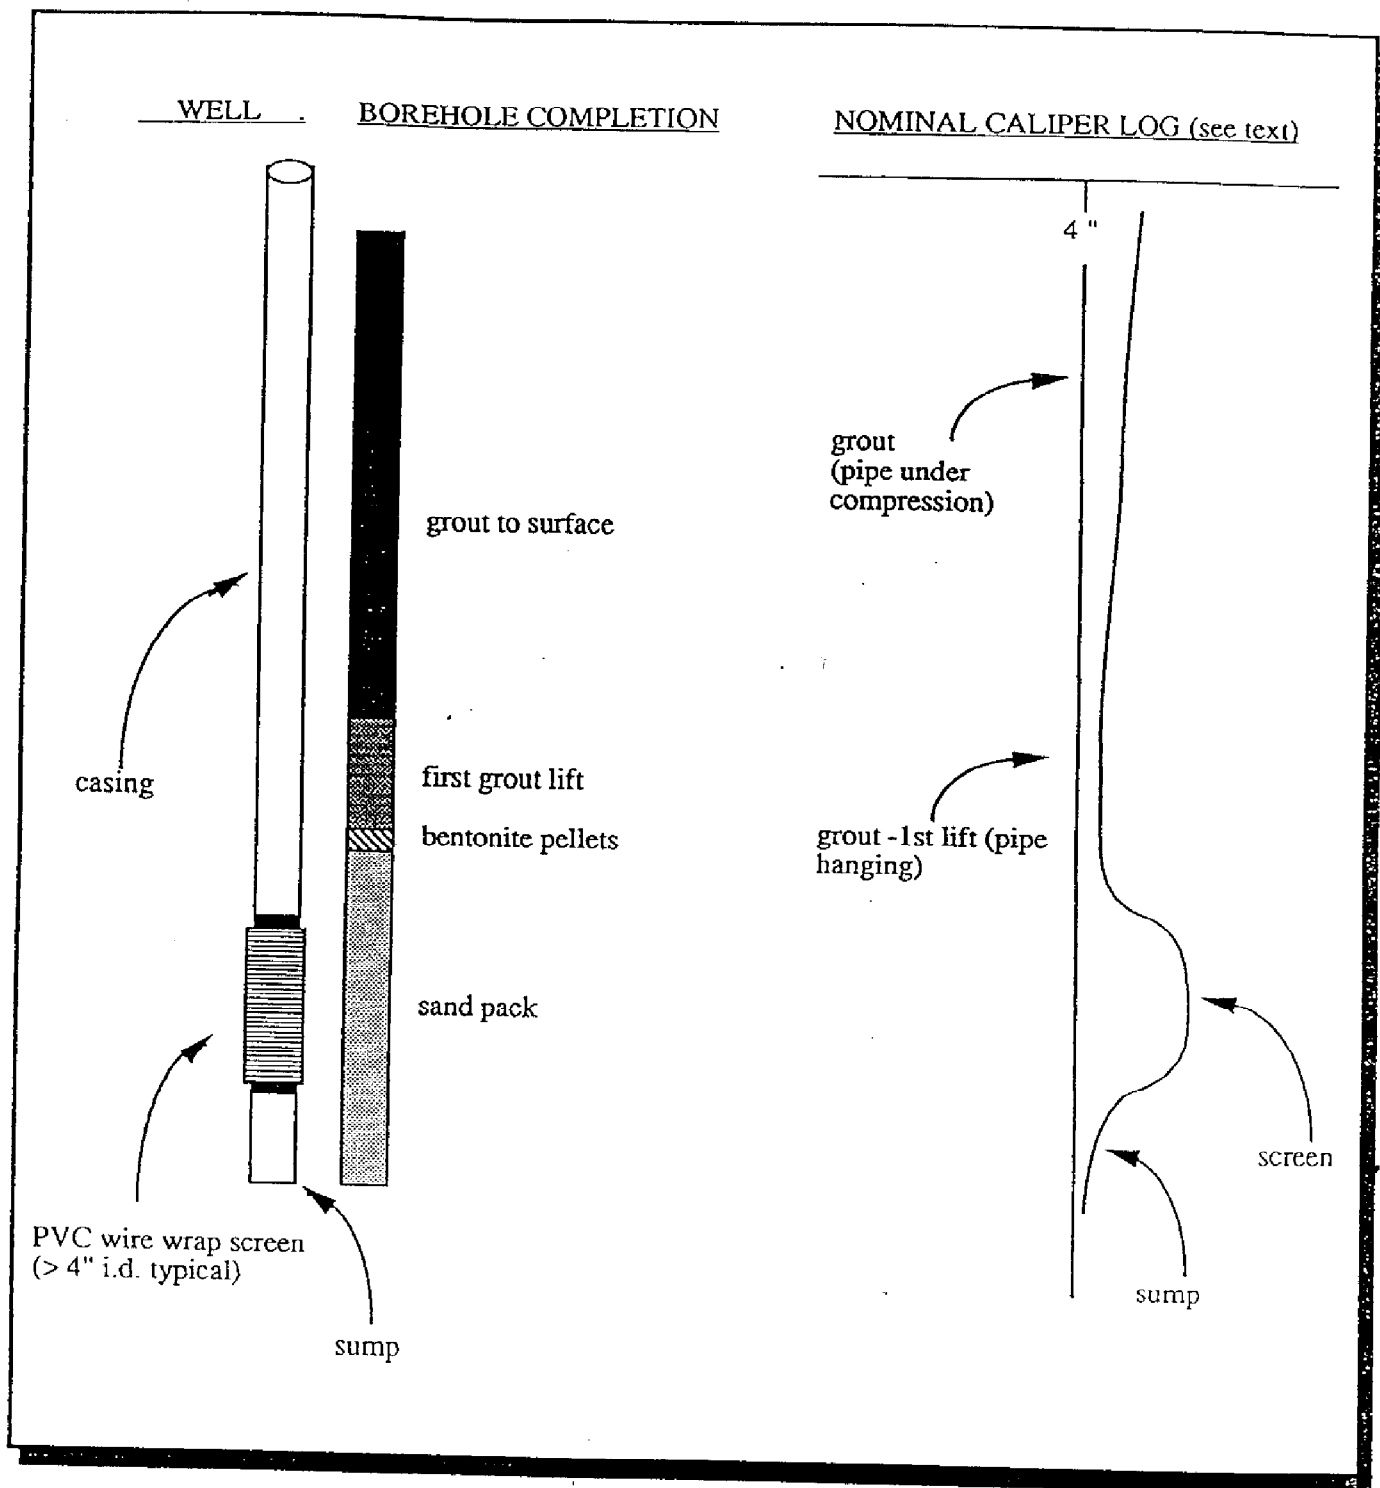 WELL .
BOREHOLE COMPLETION
NOMINAL CALIPER LOG (see text)
4 "
grout
(pipe under
compression)
grout to surface
casing
first grout lift
bentonite pellets
grout -1st lift (pipe
hanging)
sand pack
screen
PVC wire wrap screen
(> 4" i.d. typical)
sump
sump